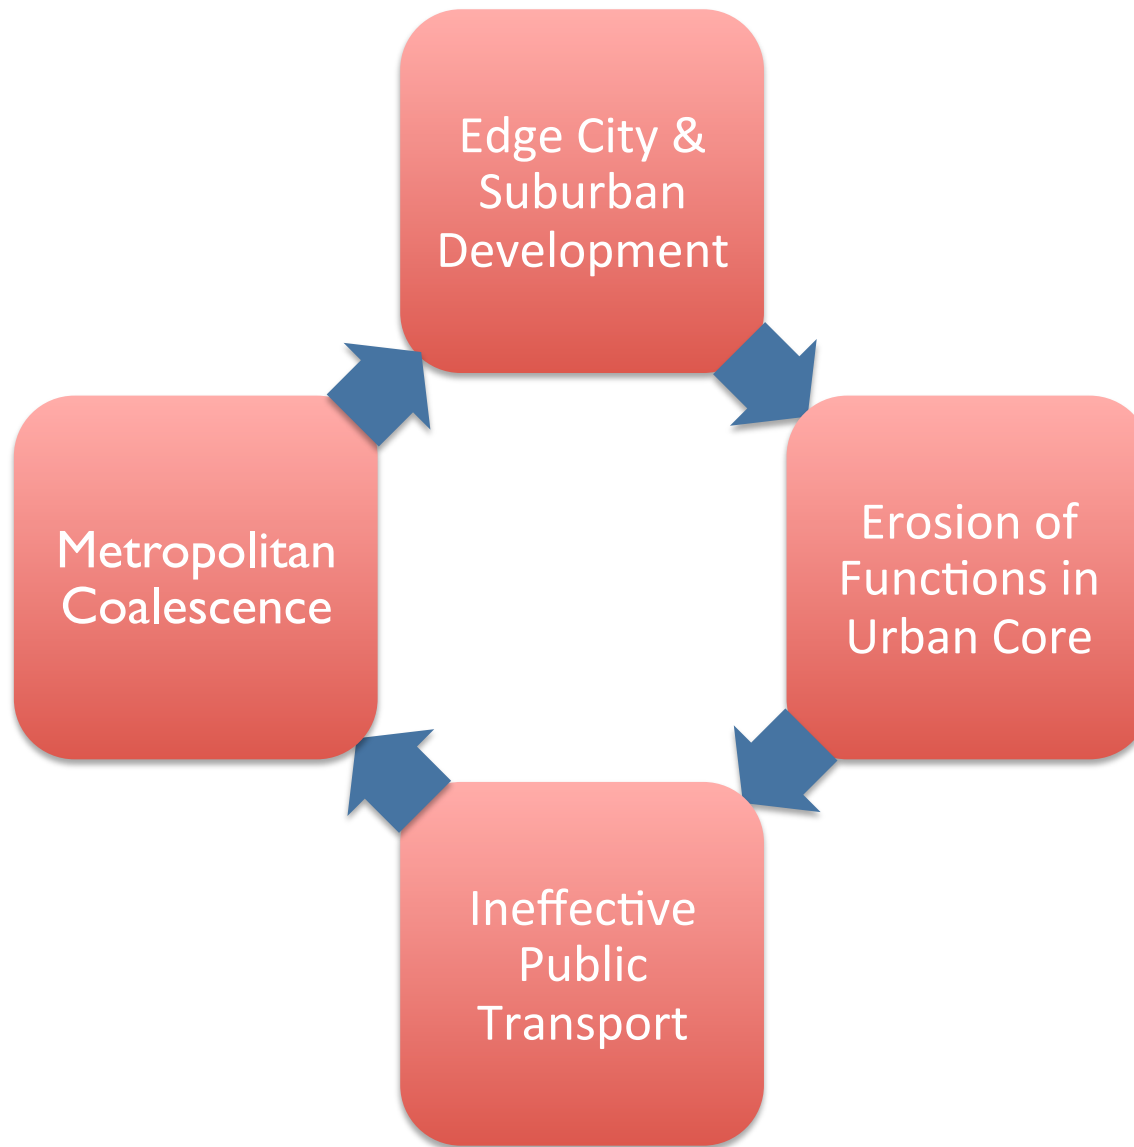 Edge City &
Suburban
Development
Erosion of
Functions in
Urban Core
Ineffective
Public
Transport
Metropolitan
Coalescence